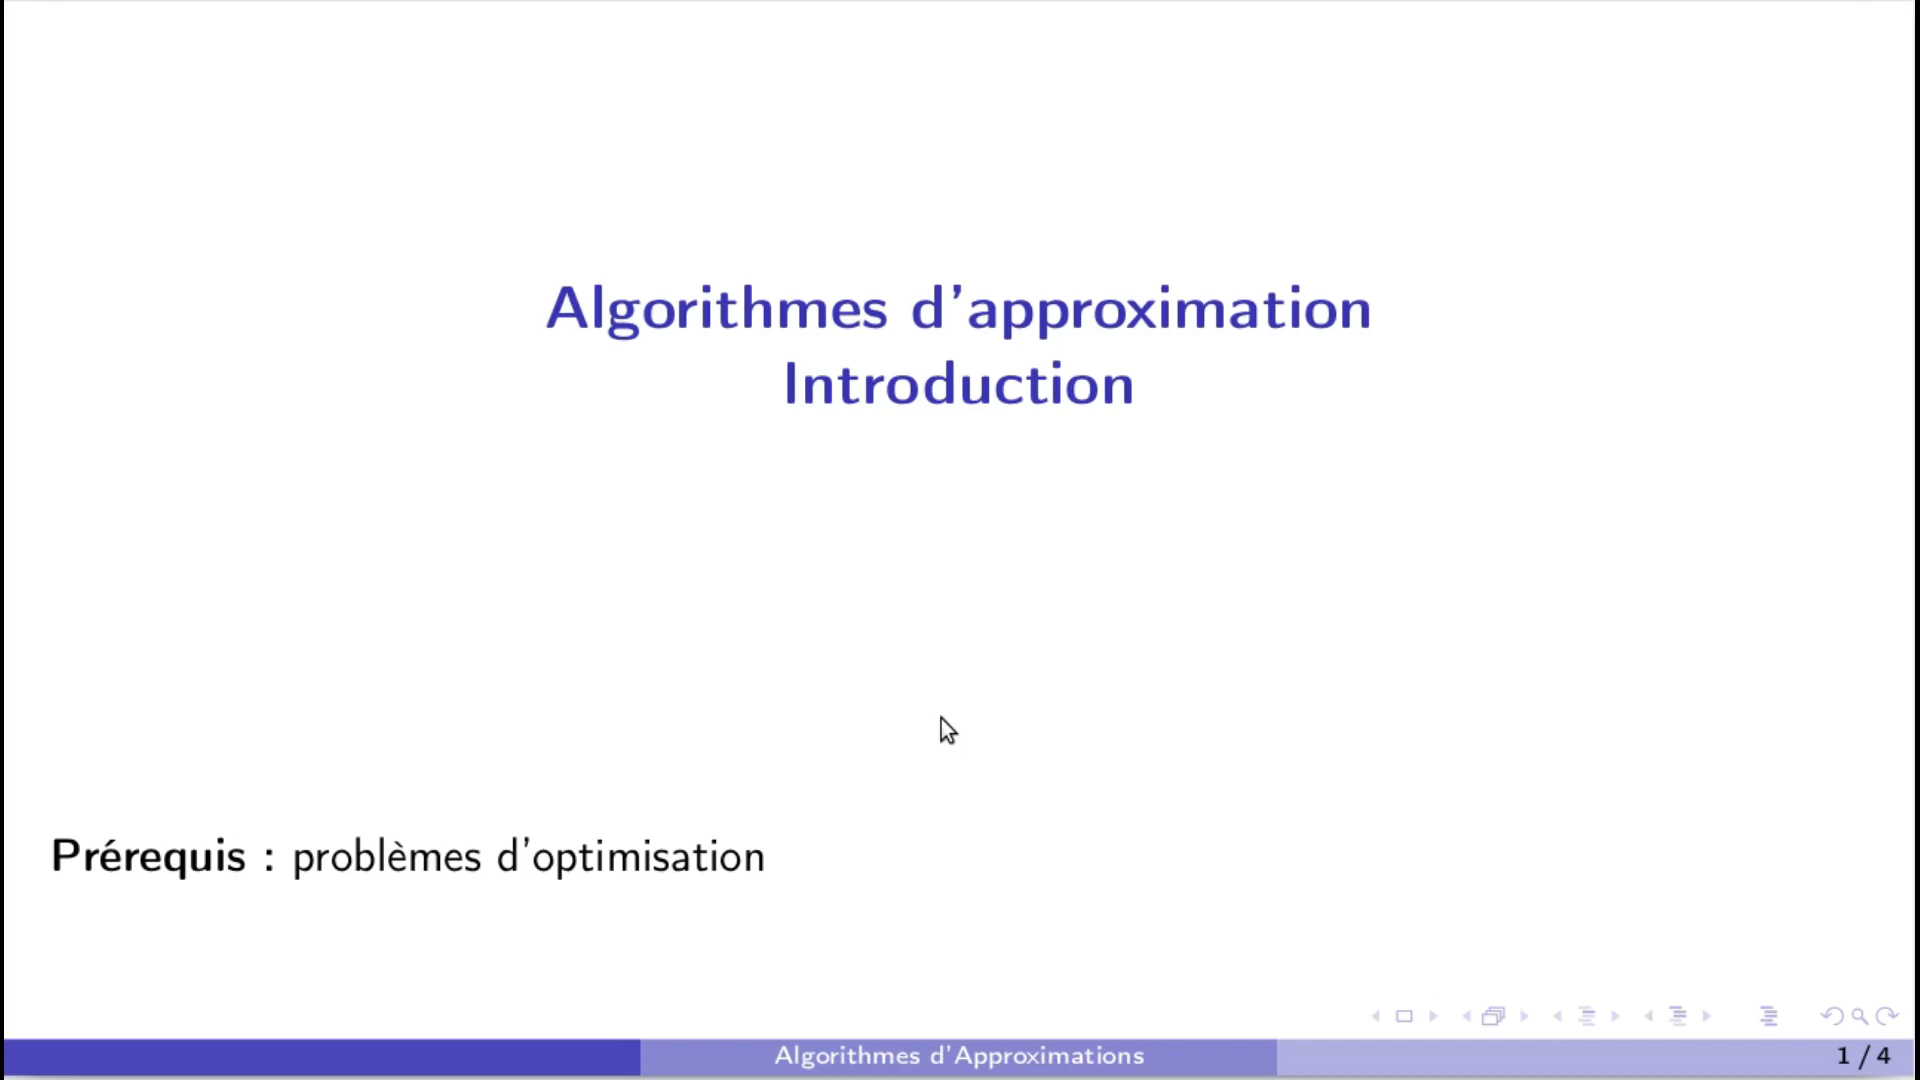 Algorithmes d’approximation
Introduction
Prérequis : problèmes d’optimisation
Algorithmes d’Approximations
1 / 4